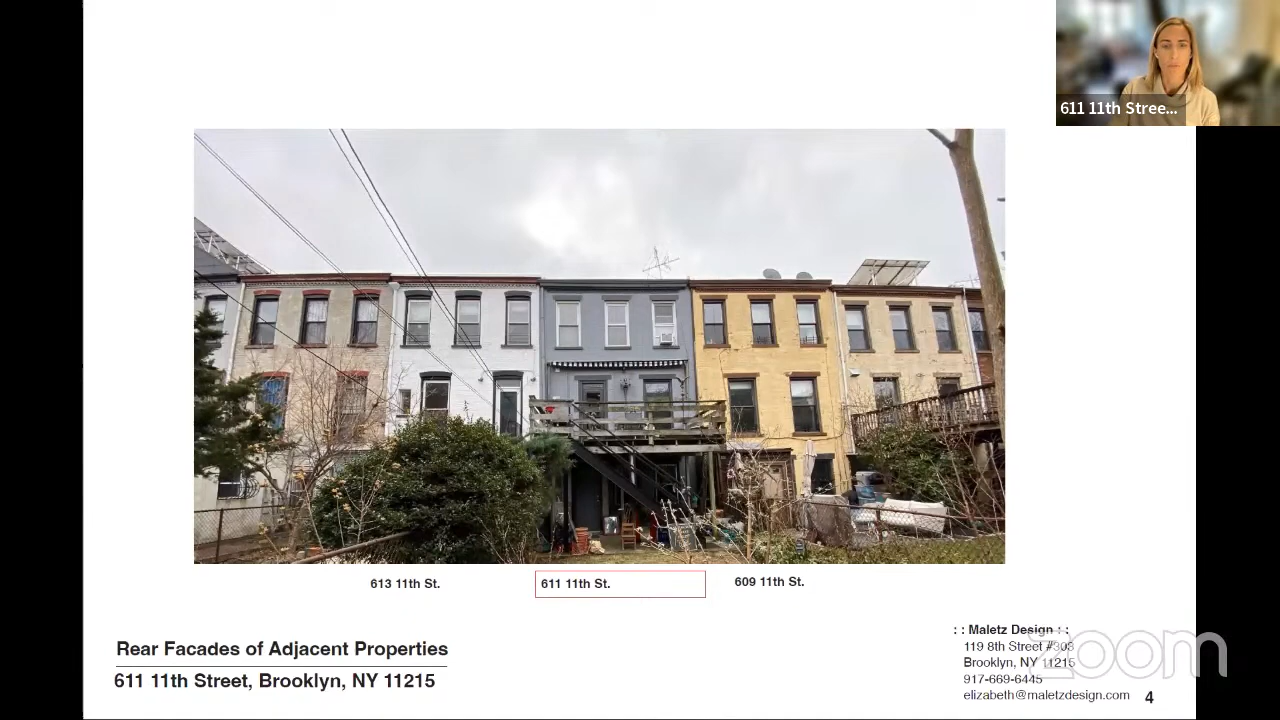 611 11th Stree...
613 11th St.
611 11th St.
609 11th St.
Rear Facades of Adjacent Properties
611 11th Street, Brooklyn, NY 11215
: : Maletz Design : :
119 8th Street #308
Brooklyn, NY 11215
917-669-6445
elizabeth@maletzdesign.com
4
zoom